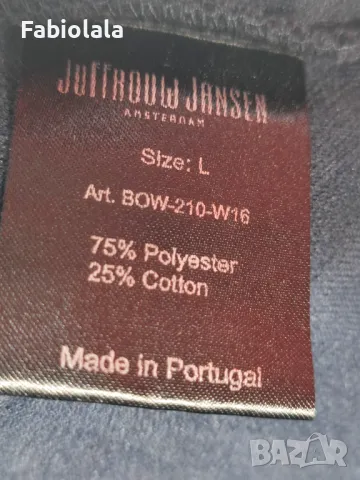 Fabiolala
Juffrouw Jansen
AMSTERDAM
Size: L
Art. BOW-210-W16
75% Polyester
25% Cotton
Made in Portugal
BAZAR